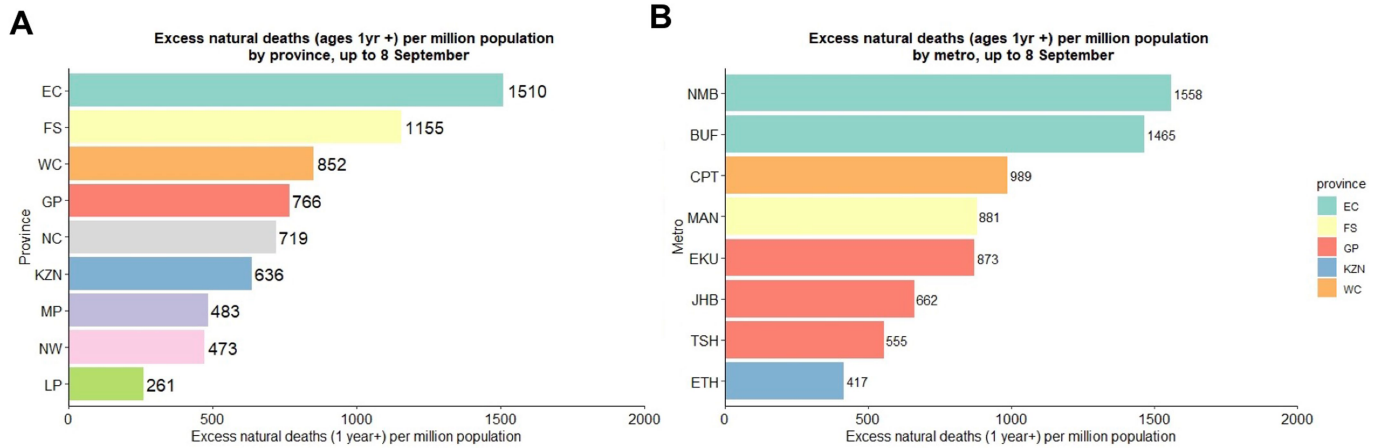 A
Excess natural deaths (ages 1yr +) per million population
by province, up to 8 September
Province
EC 1510
FS 1155
WC 852
GP 766
NC 719
KZN 636
MP 483
NW 473
LP 261
0 500 1000 1500 2000
Excess natural deaths (1 year+) per million population
B
Excess natural deaths (ages 1yr +) per million population
by metro, up to 8 September
Metro
NMB 1558
BUF 1465
CPT 989
MAN 881
EKU 873
JHB 662
TSH 555
ETH 417
0 500 1000 1500 2000
Excess natural deaths (1 year+) per million population
province
EC
FS
GP
KZN
WC